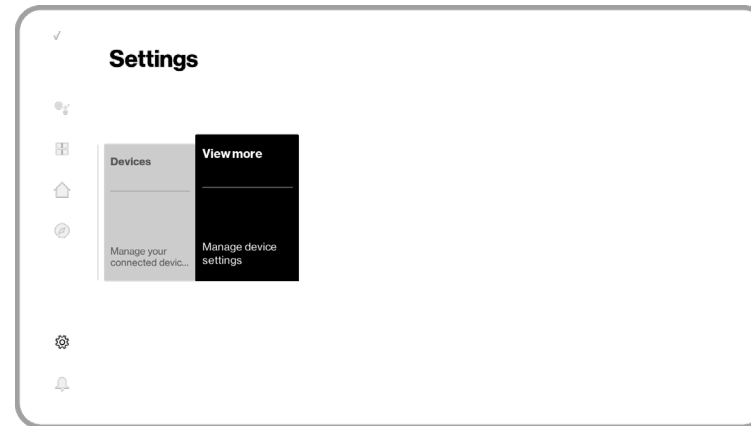 Settings
Devices
View more
Manage your
connected devic...
Manage device
settings